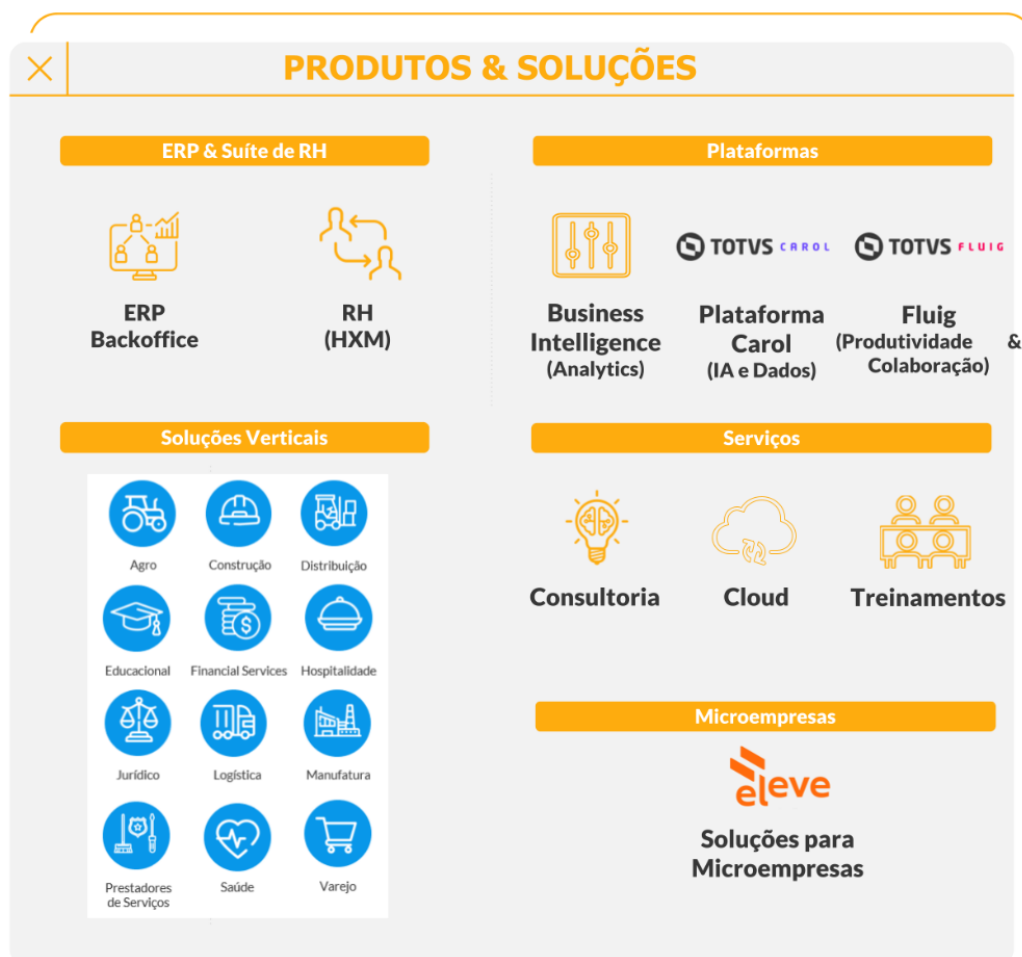 PRODUTOS & SOLUÇÕES
ERP & Suíte de RH
ERP
Backoffice
RH
(HXM)
Plataformas
Business
Intelligence
(Analytics)
TOTVS CAROL
Plataforma
Carol
(IA e Dados)
TOTVS FLUIG
Fluig
(Produtividade &
Colaboração)
Soluções Verticais
Agro
Construção
Distribuição
Educacional
Financial Services
Hospitalidade
Jurídico
Logística
Manufatura
Prestadores
de Serviços
Saúde
Varejo
Serviços
Consultoria
Cloud
Treinamentos
Microempresas
eleve
Soluções para
Microempresas